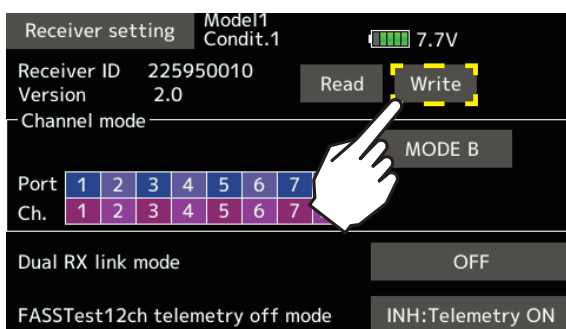 Receiver setting Model1
Condit.1 7.7V
Receiver ID 225950010 Read Write
Version 2.0
Channel mode
MODE B
Port 1 2 3 4 5 6 7
Ch. 1 2 3 4 5 6 7
Dual RX link mode OFF
FASSTest12ch telemetry off mode INH:Telemetry ON